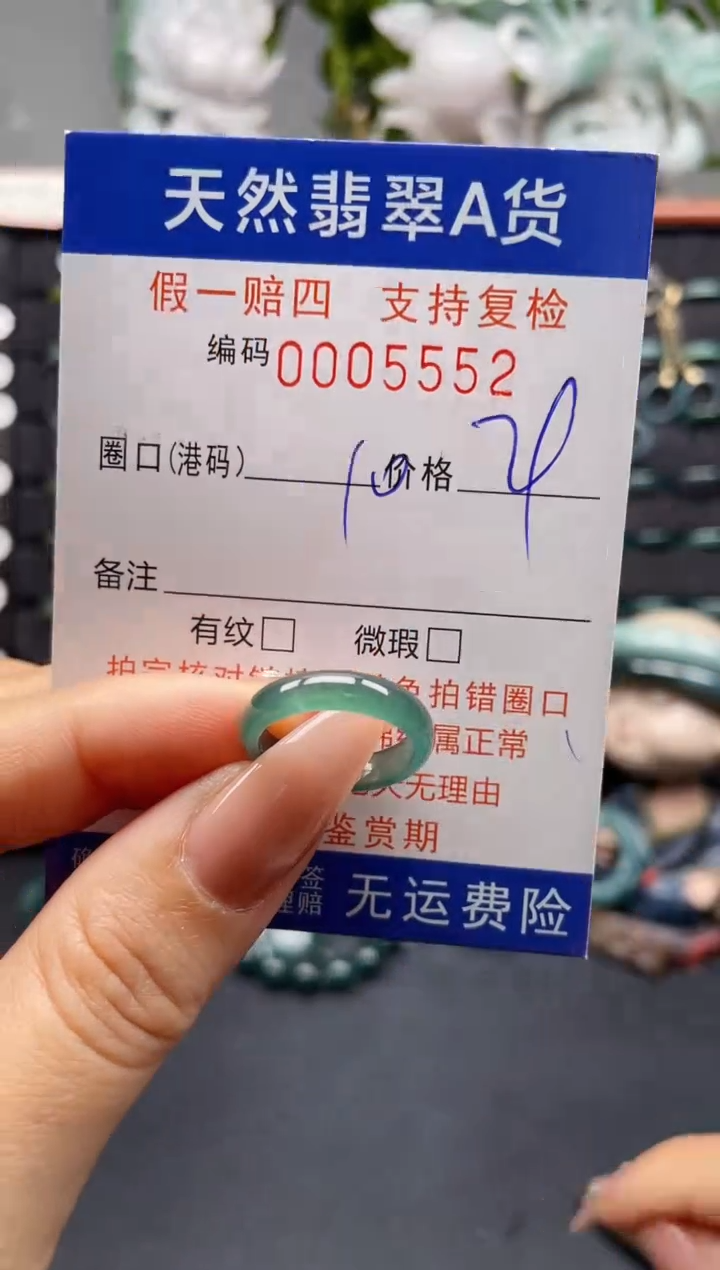 天然翡翠A货
假一赔四 支持复检
编码0005552
圈口(港码) 10 价格
备注
有纹□ 微瑕□
拍错圈口
属正常
无理由
鉴赏期
无运费险